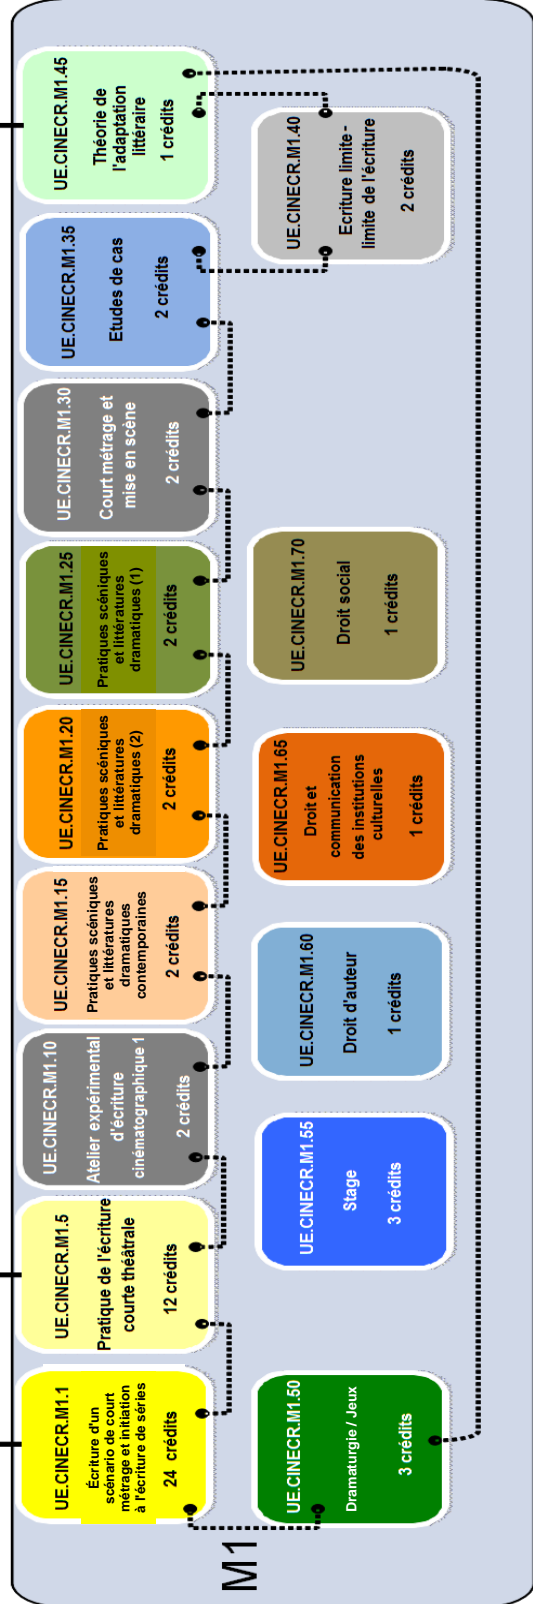 M1
UE.CINECR.M1.1
Écriture d'un
scénario de court
métrage et initiation
à l'écriture de séries
24 crédits
UE.CINECR.M1.5
Pratique de l'écriture
courte théâtrale
12 crédits
UE.CINECR.M1.10
Atelier expérimental
d'écriture
cinématographique 1
2 crédits
UE.CINECR.M1.15
Pratiques scéniques
et littératures
dramatiques
contemporaines
2 crédits
UE.CINECR.M1.20
Pratiques scéniques
et littératures
dramatiques (2)
2 crédits
UE.CINECR.M1.25
Pratiques scéniques
et littératures
dramatiques (1)
2 crédits
UE.CINECR.M1.30
Court métrage et
mise en scène
2 crédits
UE.CINECR.M1.35
Etudes de cas
2 crédits
UE.CINECR.M1.45
Théorie de
l'adaptation
littéraire
1 crédits
UE.CINECR.M1.50
Dramaturgie / Jeux
3 crédits
UE.CINECR.M1.55
Stage
3 crédits
UE.CINECR.M1.60
Droit d'auteur
1 crédits
UE.CINECR.M1.65
Droit et
communication
des institutions
culturelles
1 crédits
UE.CINECR.M1.70
Droit social
1 crédits
UE.CINECR.M1.40
Ecriture limite-
limite de l'écriture
2 crédits